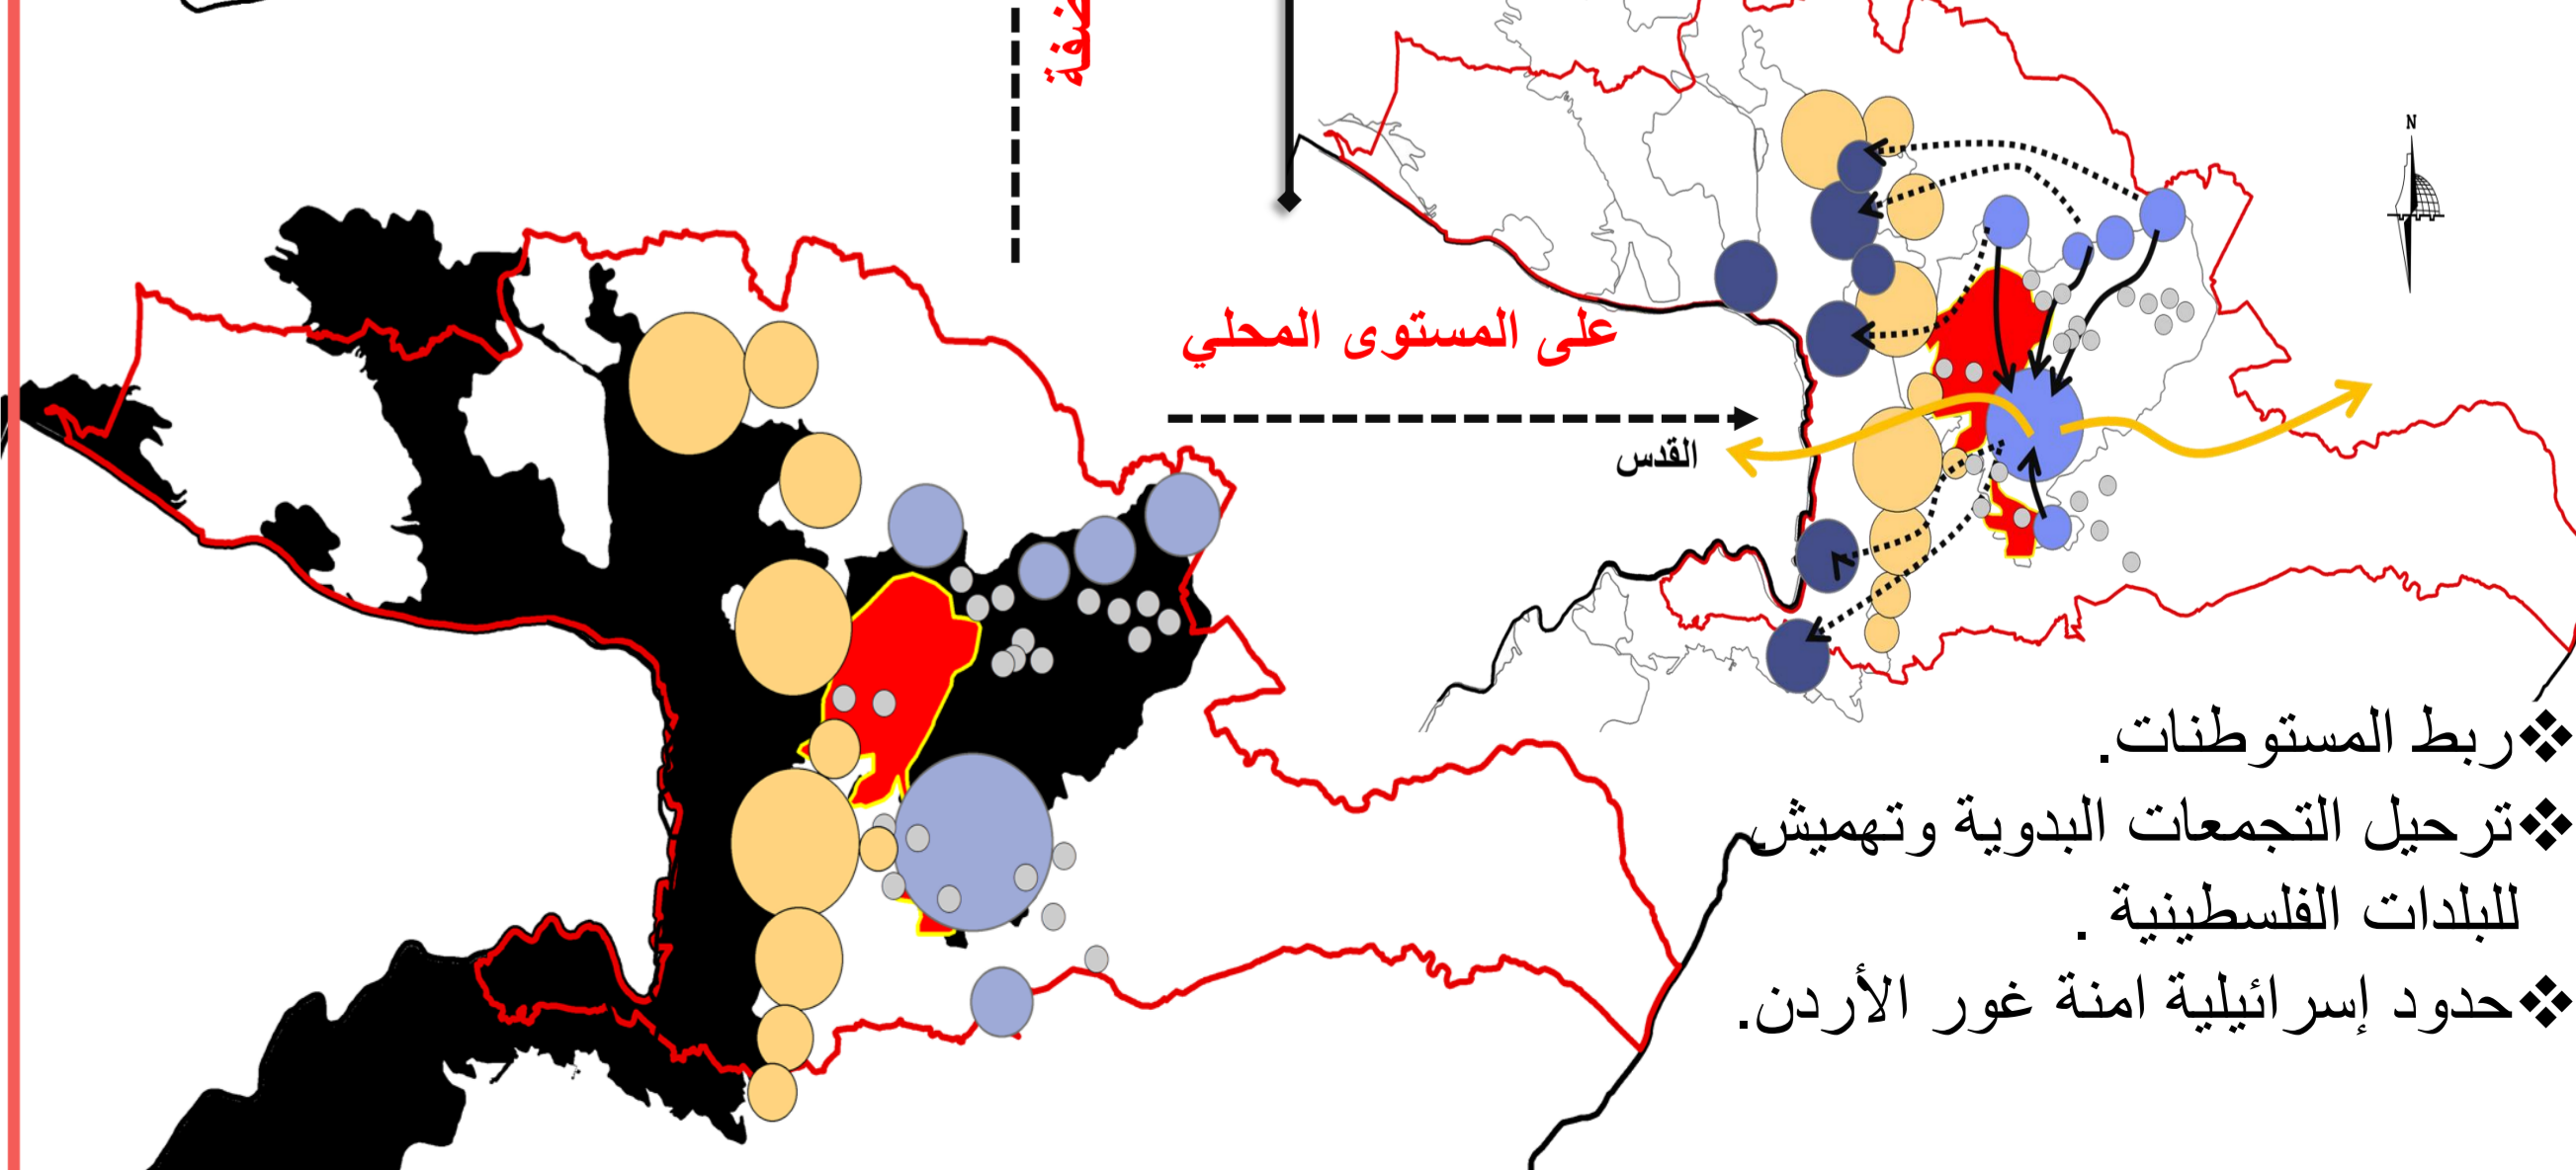 N
على المستوى المحلي
القدس
❖ربط المستوطنات.
❖ترحيل التجمعات البدوية وتهميش
للبلدات الفلسطينية .
❖حدود إسرائيلية امنة غور الأردن.